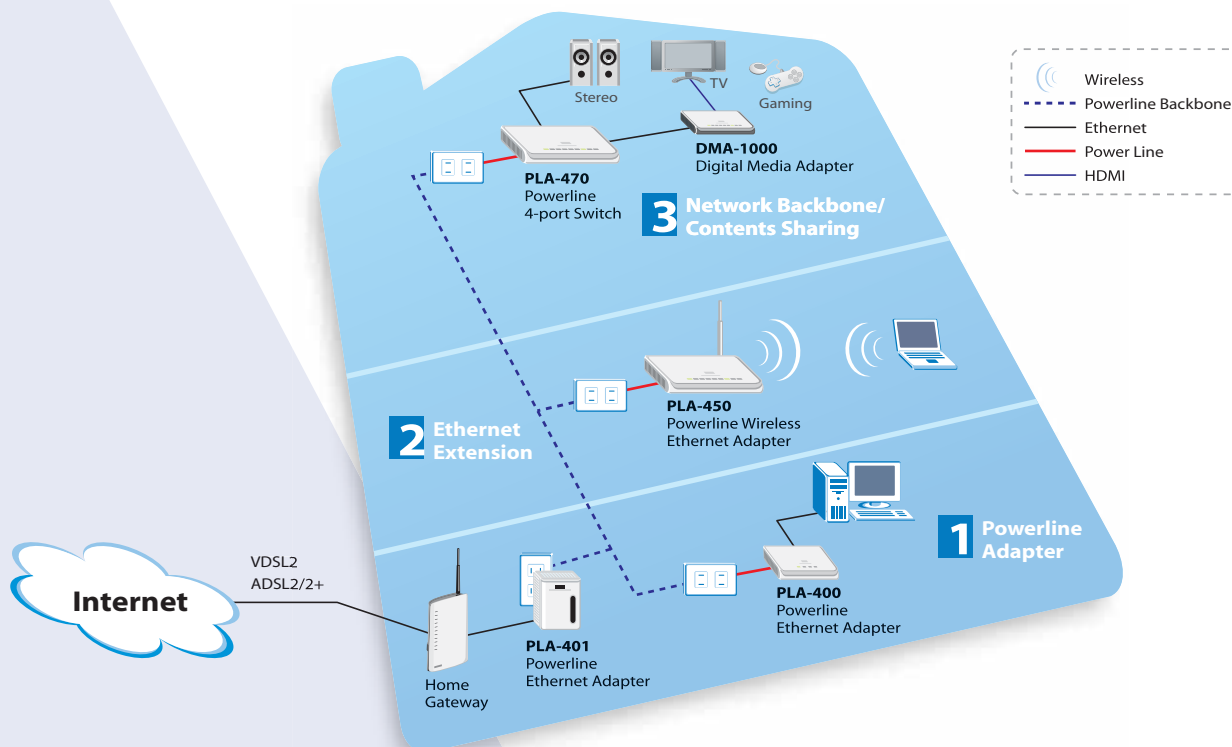 Stereo
TV
Gaming
Wireless
Powerline Backbone
Ethernet
Power Line
HDMI
PLA-470
Powerline
4-port Switch
DMA-1000
Digital Media Adapter
3 Network Backbone/
Contents Sharing
PLA-450
Powerline Wireless
Ethernet Adapter
2 Ethernet
Extension
1 Powerline
Adapter
PLA-400
Powerline
Ethernet Adapter
VDSL2
ADSL2/2+
Internet
PLA-401
Powerline
Ethernet Adapter
Home
Gateway